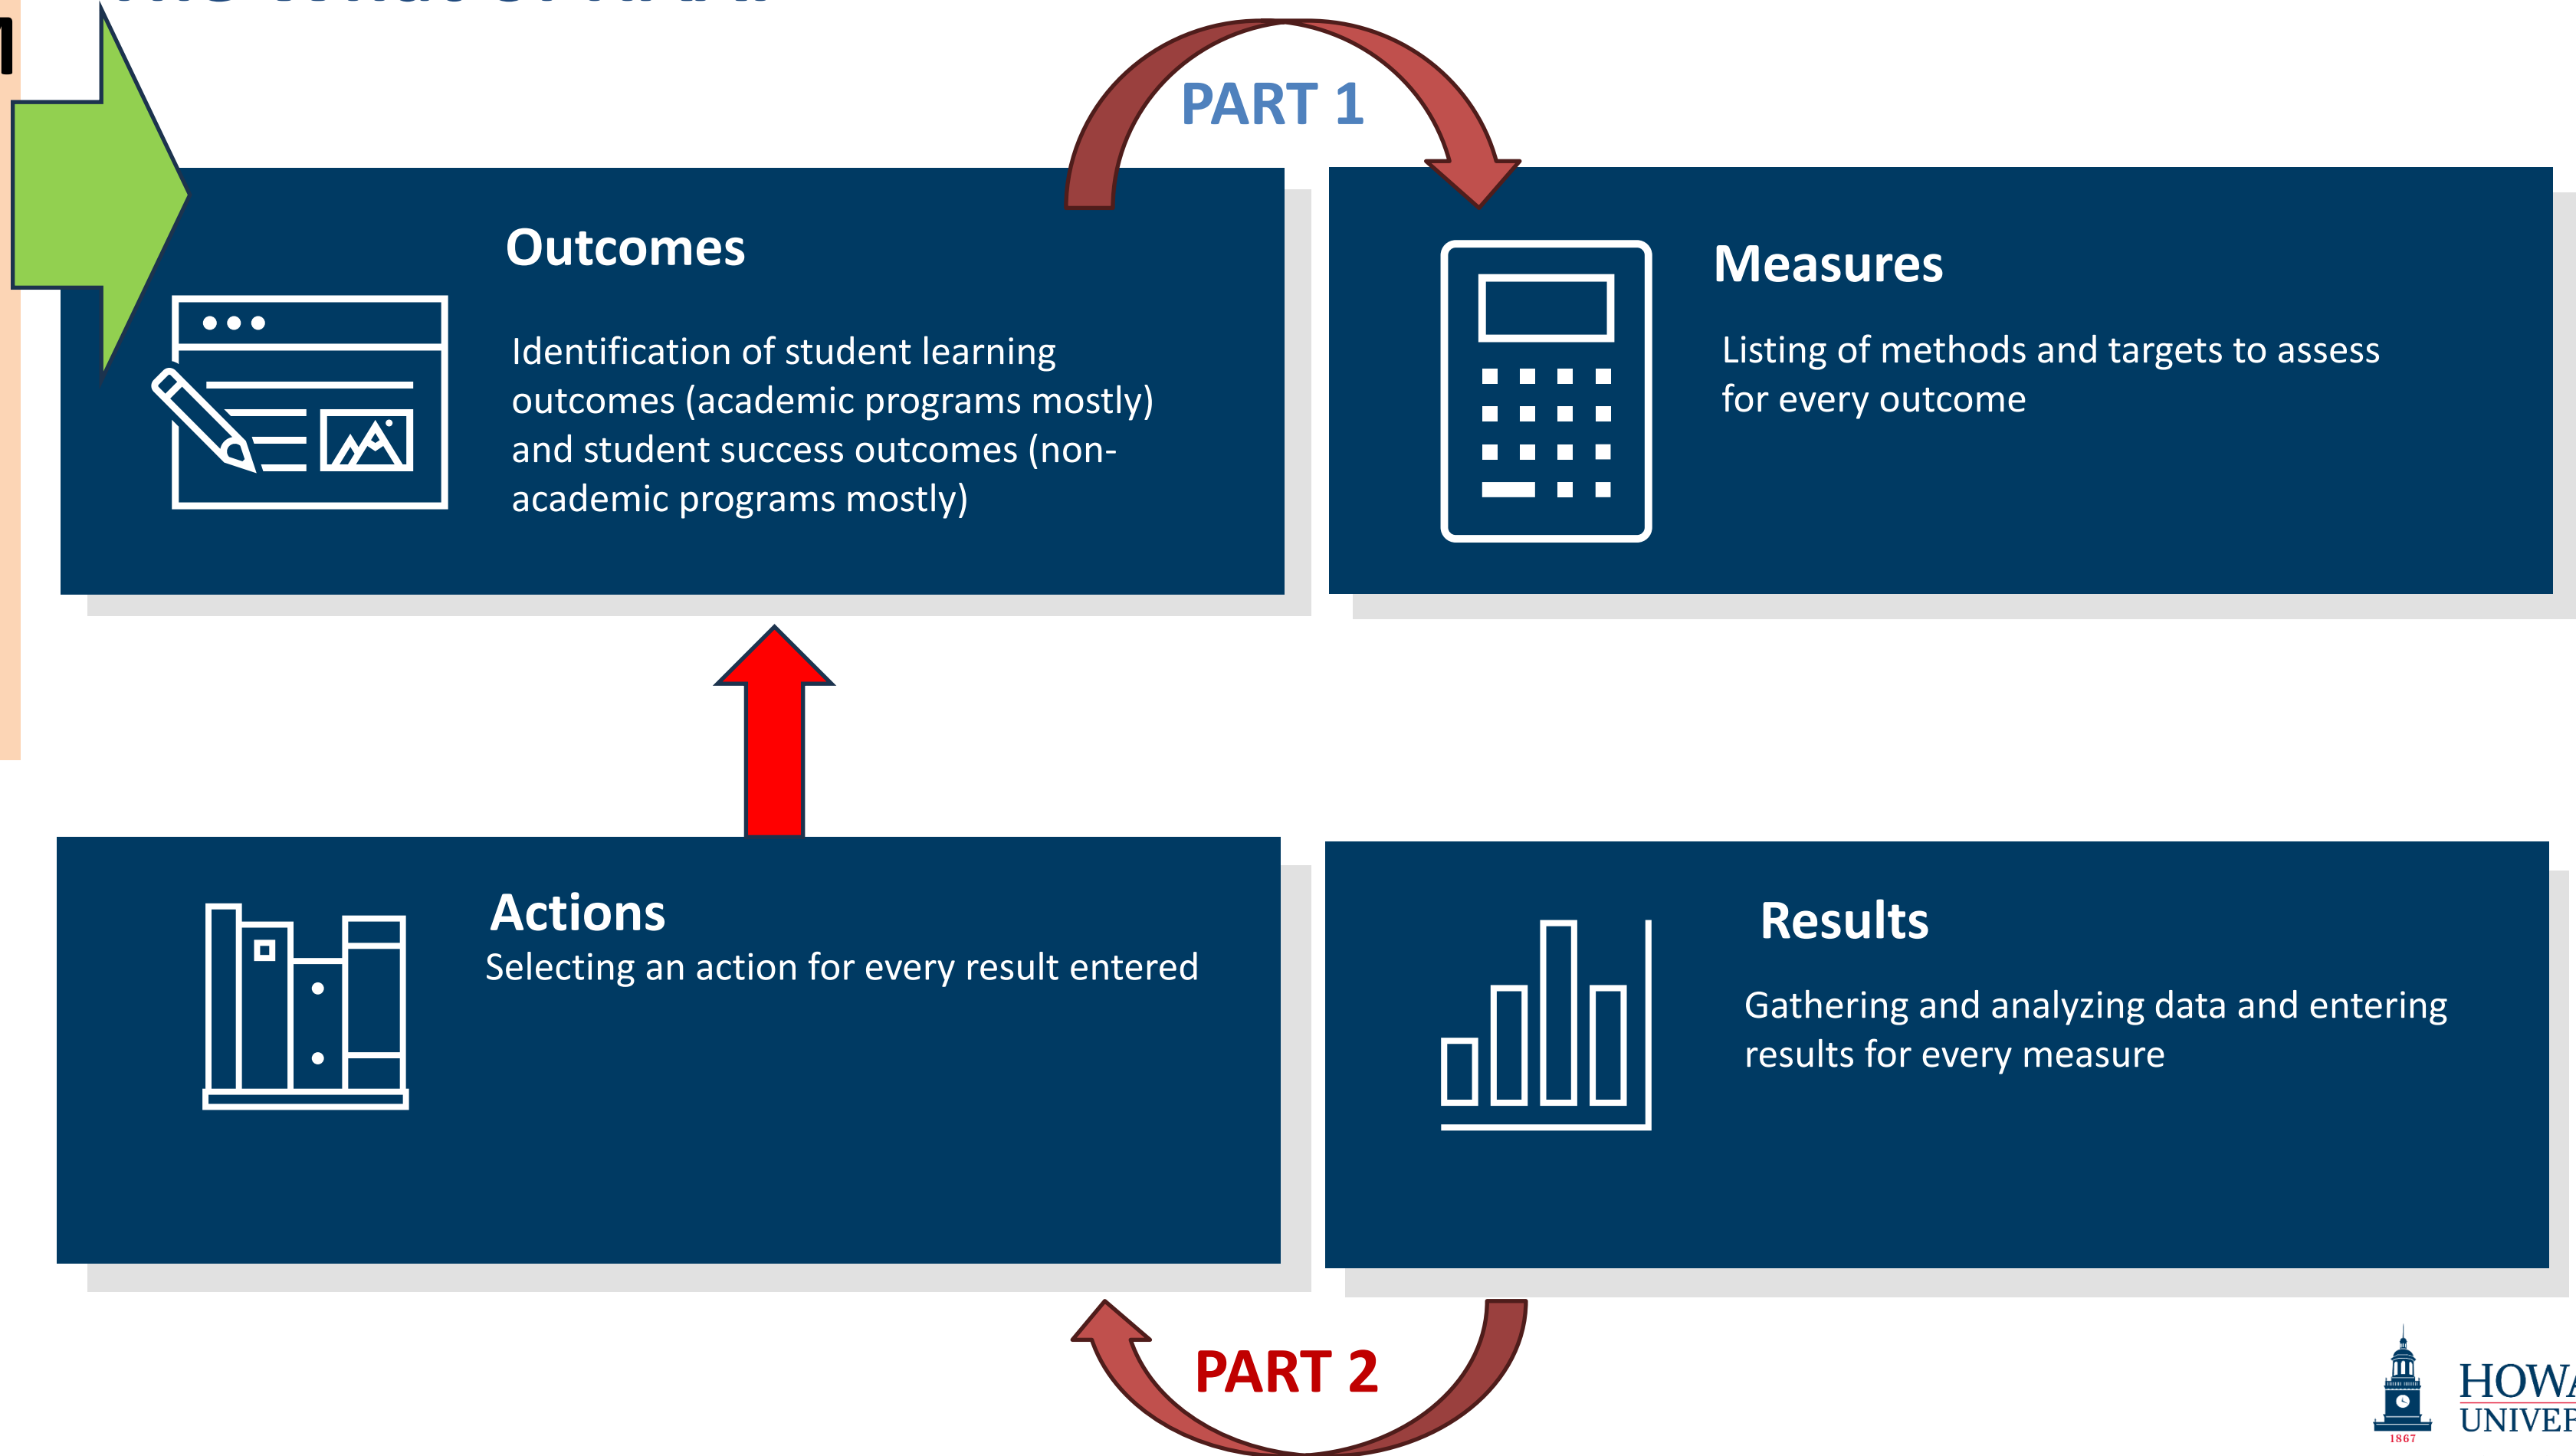 PART 1
Outcomes
Identification of student learning
outcomes (academic programs mostly)
and student success outcomes (non-
academic programs mostly)
Measures
Listing of methods and targets to assess
for every outcome
Actions
Selecting an action for every result entered
Results
Gathering and analyzing data and entering
results for every measure
PART 2
1867